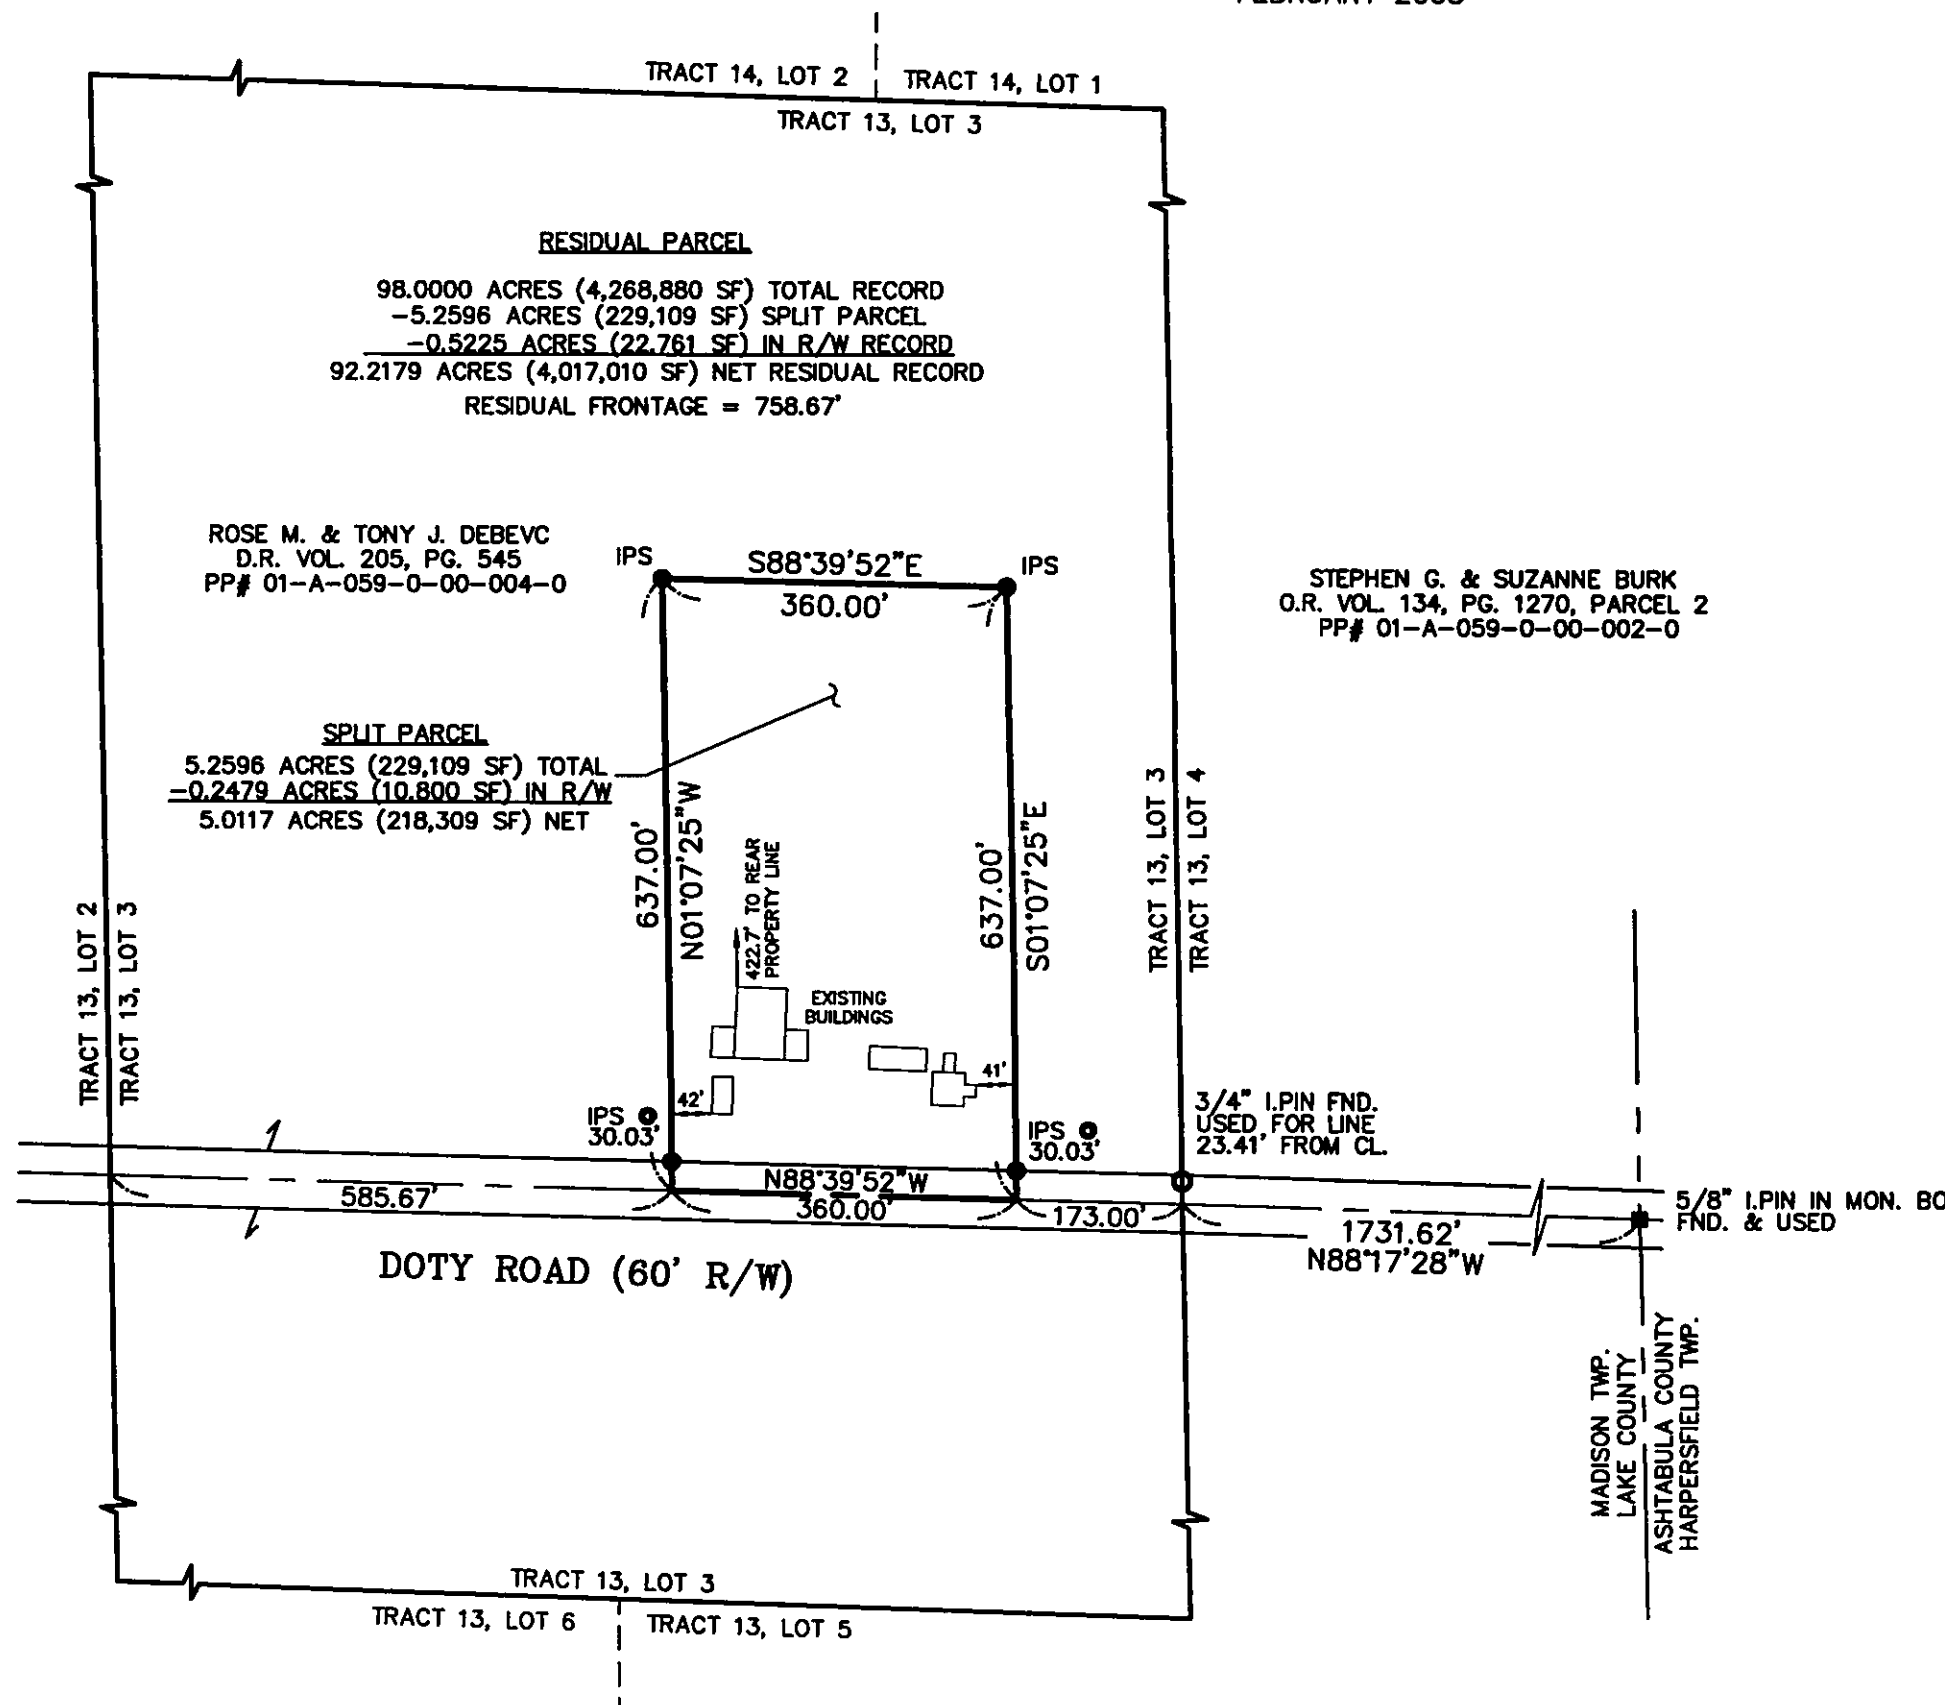 FEBRUARY
TRACT 14, LOT 2
TRACT 14, LOT 1
TRACT 13, LOT 3
RESIDUAL PARCEL
98.0000 ACRES (4,268,880 SF) TOTAL RECORD
-5.2596 ACRES (229,109 SF) SPLIT PARCEL
-0.5225 ACRES (22,761 SF) IN R/W RECORD
92.2179 ACRES (4,017,010 SF) NET RESIDUAL RECORD
RESIDUAL FRONTAGE = 758.67'
ROSE M. & TONY J. DEBEVC
D.R. VOL. 205, PG. 545
PP# 01-A-059-0-00-004-0
IPS
S88°39'52"E
360.00'
IPS
STEPHEN G. & SUZANNE BURK
O.R. VOL. 134, PG. 1270, PARCEL 2
PP# 01-A-059-0-00-002-0
SPLIT PARCEL
5.2596 ACRES (229,109 SF) TOTAL
-0.2479 ACRES (10,800 SF) IN R/W
5.0117 ACRES (218,309 SF) NET
637.00'
N01°07'25"W
422.7' TO REAR
PROPERTY LINE
637.00'
S01°07'25"E
TRACT 13, LOT 3
TRACT 13, LOT 4
TRACT 13, LOT 2
TRACT 13, LOT 3
EXISTING
BUILDINGS
42'
41'
IPS
30.03'
IPS
30.03'
3/4" I.PIN FND.
USED FOR LINE
23.41' FROM CL.
585.67'
N88°39'52"W
360.00'
173.00'
1731.62'
N88°17'28"W
5/8" I.PIN IN MON. BO
FND. & USED
DOTY ROAD (60' R/W)
MADISON TWP.
LAKE COUNTY
ASHTABULA COUNTY
HARPERSFIELD TWP.
TRACT 13, LOT 3
TRACT 13, LOT 6
TRACT 13, LOT 5